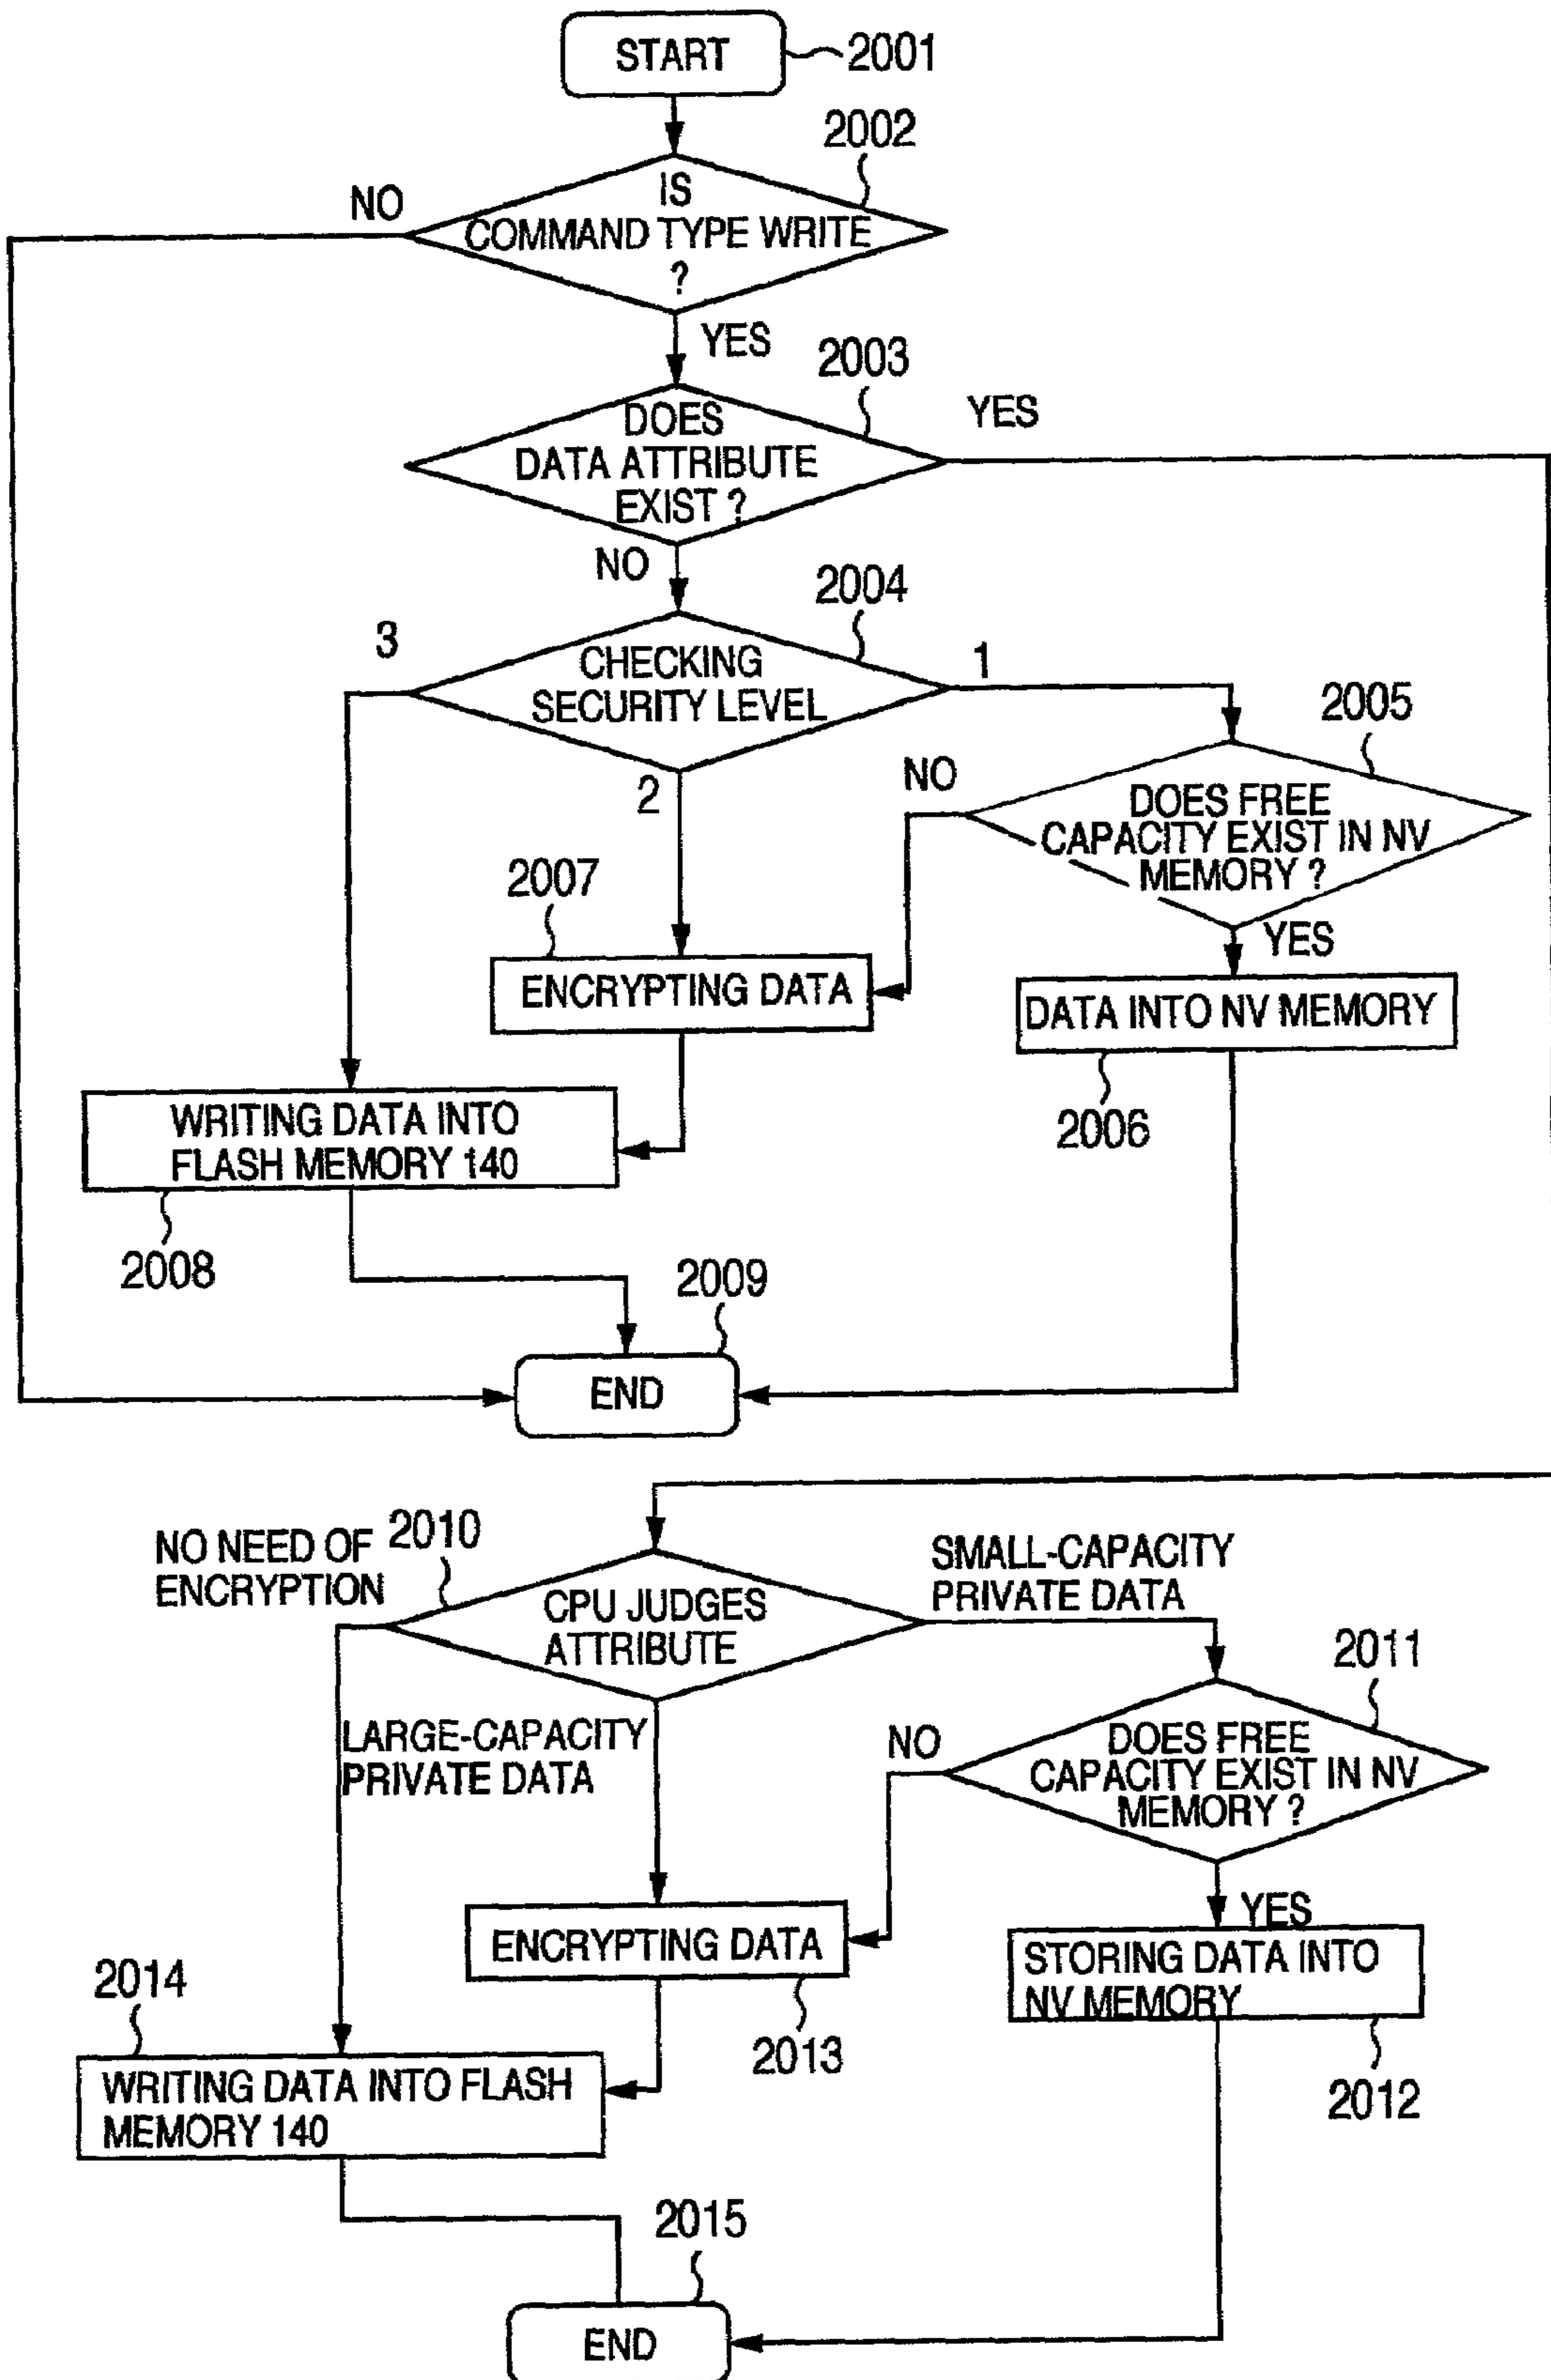 START
2001
2002
NO
IS
COMMAND TYPE WRITE
?
YES
2003
DOES
DATA ATTRIBUTE
EXIST ?
YES
NO
2004
3
CHECKING
SECURITY LEVEL
1
2005
2
NO
DOES FREE
CAPACITY EXIST IN NV
MEMORY ?
2007
YES
ENCRYPTING DATA
DATA INTO NV MEMORY
WRITING DATA INTO
FLASH MEMORY 140
2006
2008
2009
END
NO NEED OF
ENCRYPTION
2010
CPU JUDGES
ATTRIBUTE
SMALL-CAPACITY
PRIVATE DATA
2011
LARGE-CAPACITY
PRIVATE DATA
NO
DOES FREE
CAPACITY EXIST IN NV
MEMORY ?
YES
ENCRYPTING DATA
STORING DATA INTO
NV MEMORY
2014
2013
WRITING DATA INTO FLASH
MEMORY 140
2012
2015
END